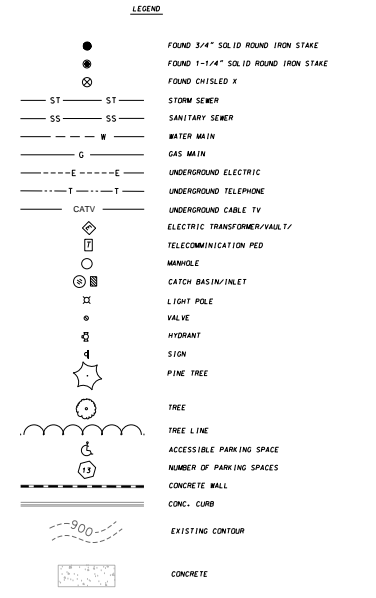 LEGEND
FOUND 3/4" SOLID ROUND IRON STAKE
FOUND 1-1/4" SOLID ROUND IRON STAKE
FOUND CHISLED X
ST ST STORM SEWER
SS SS SANITARY SEWER
W WATER MAIN
G GAS MAIN
E E UNDERGROUND ELECTRIC
T T UNDERGROUND TELEPHONE
CATV UNDERGROUND CABLE TV
E ELECTRIC TRANSFORMER/VAULT/
T TELECOMMINICATION PED
MANHOLE
CATCH BASIN/INLET
LIGHT POLE
VALVE
HYDRANT
SIGN
PINE TREE
TREE
TREE LINE
ACCESSIBLE PARKING SPACE
13 NUMBER OF PARKING SPACES
CONCRETE WALL
CONC. CURB
900 EXISTING CONTOUR
CONCRETE